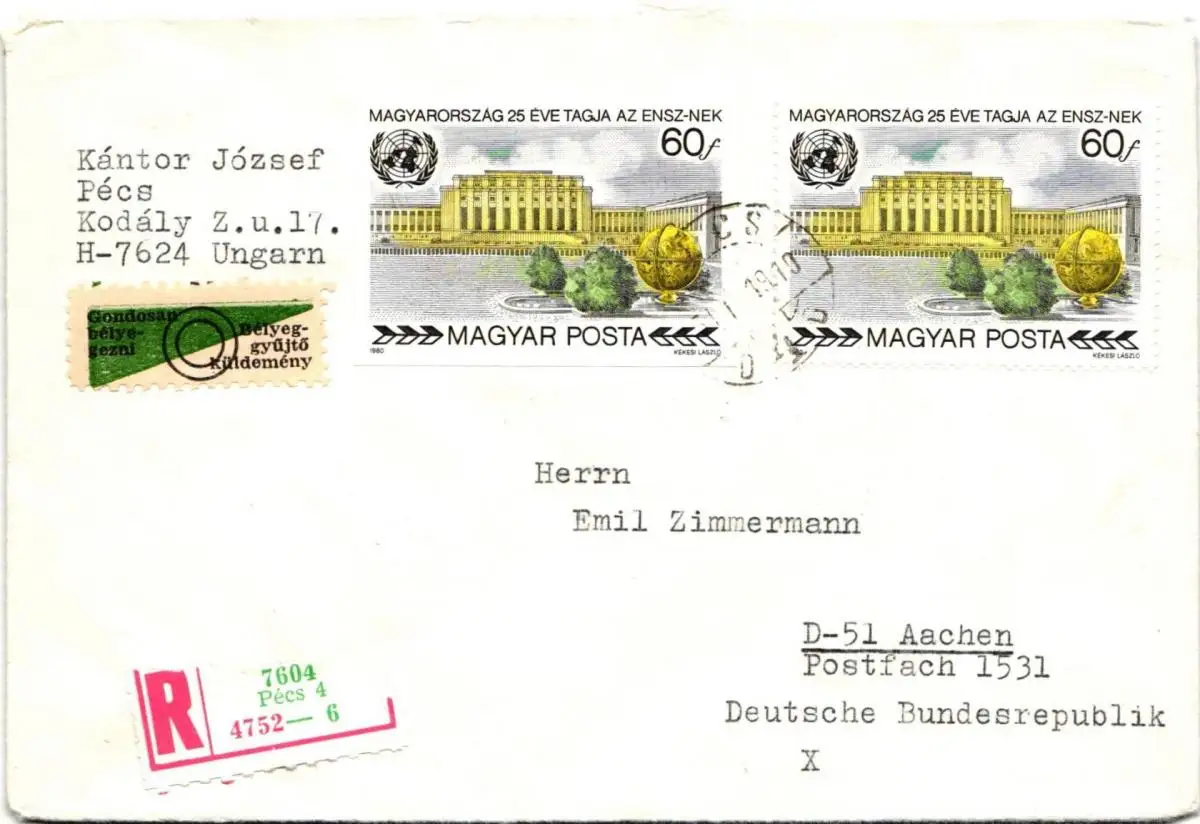 Kántor József
Pécs
Kodály Z.u.17.
H-7624 Ungarn
Gondosan
bélye-
gezni
Bélyeg-
gyűjtő
küldemény
MAGYARORSZÁG 25 ÉVE TAGJA AZ ENSZ-NEK
60f
MAGYAR POSTA
1980
KÉKESI LÁSZLÓ
MAGYARORSZÁG 25 ÉVE TAGJA AZ ENSZ-NEK
60f
MAGYAR POSTA
1980
KÉKESI LÁSZLÓ
Herrn
Emil Zimmermann
D-51 Aachen
Postfach 1531
Deutsche Bundesrepublik
X
R
7604
Pécs 4
4752— 6